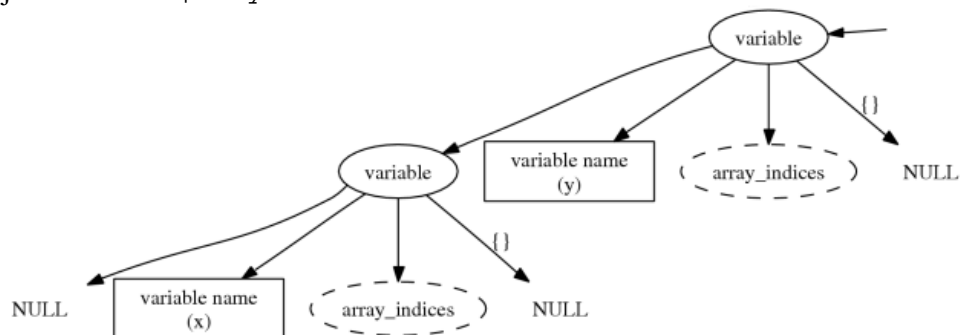 variable
{}
variable name
(y)
array_indices
NULL
variable
{}
NULL
variable name
(x)
array_indices
NULL